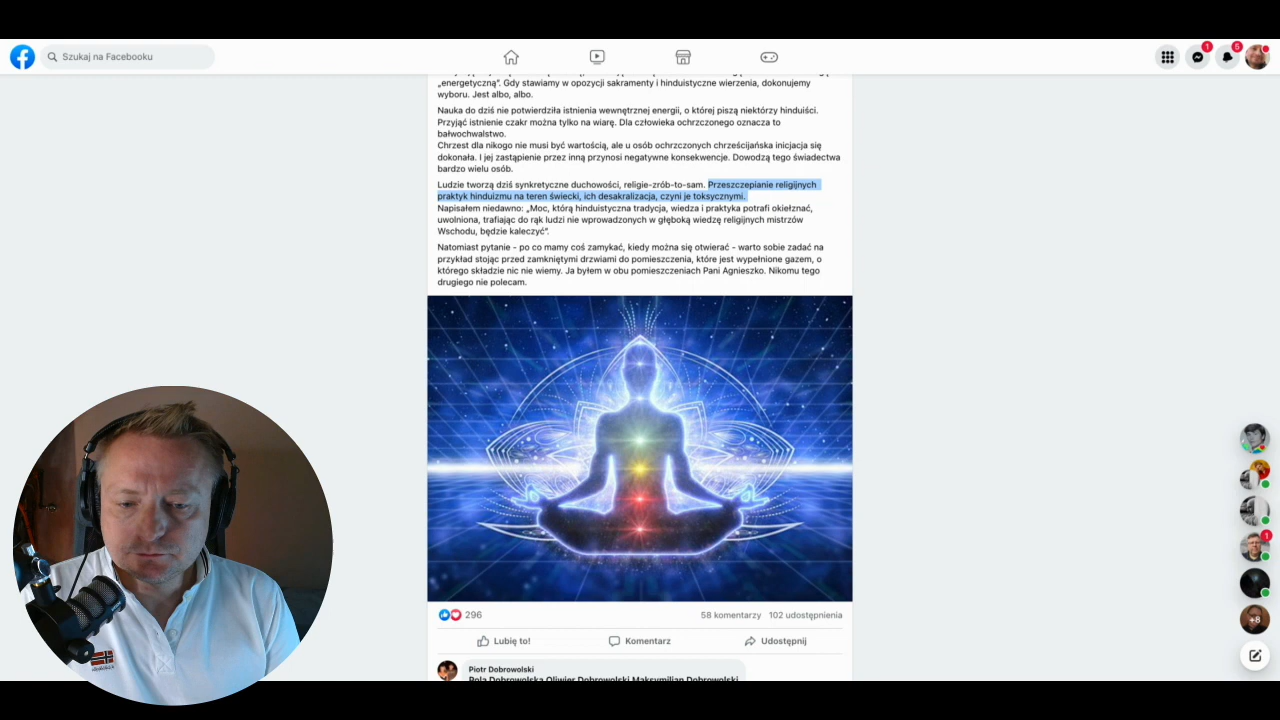 Szukaj na Facebooku
1
5
„energetyczną”. Gdy stawiamy w opozycji sakramenty i hinduistyczne wierzenia, dokonujemy
wyboru. Jest albo, albo.
Nauka do dziś nie potwierdziła istnienia wewnętrznej energii, o której piszą niektórzy hinduiści.
Przyjąć istnienie czakr można tylko na wiarę. Dla człowieka ochrzczonego oznacza to
bałwochwalstwo.
Chrzest dla nikogo nie musi być wartością, ale u osób ochrzczonych chrześcijańska inicjacja się
dokonała. I jej zastąpienie przez inną przynosi negatywne konsekwencje. Dowodzą tego świadectwa
bardzo wielu osób.
Ludzie tworzą dziś synkretyczne duchowości, religie-zrób-to-sam. Przeszczepianie religijnych
praktyk hinduizmu na teren świecki, ich desakralizacja, czyni je toksycznymi.
Napisałem niedawno: „Moc, którą hinduistyczna tradycja, wiedza i praktyka potrafi okiełznać,
uwolniona, trafiając do rąk ludzi nie wprowadzonych w głęboką wiedzę religijnych mistrzów
Wschodu, będzie kaleczyć”.
Natomiast pytanie - po co mamy coś zamykać, kiedy można się otwierać - warto sobie zadać na
przykład stojąc przed zamkniętymi drzwiami do pomieszczenia, które jest wypełnione gazem, o
którego składzie nic nie wiemy. Ja byłem w obu pomieszczeniach Pani Agnieszko. Nikomu tego
drugiego nie polecam.
296
58 komentarzy 102 udostępnienia
Lubię to!
Komentarz
Udostępnij
Piotr Dobrowolski
Pola Dobrowolska Oliwier Dobrowolski Maksymilian Dobrowolski
1
+8